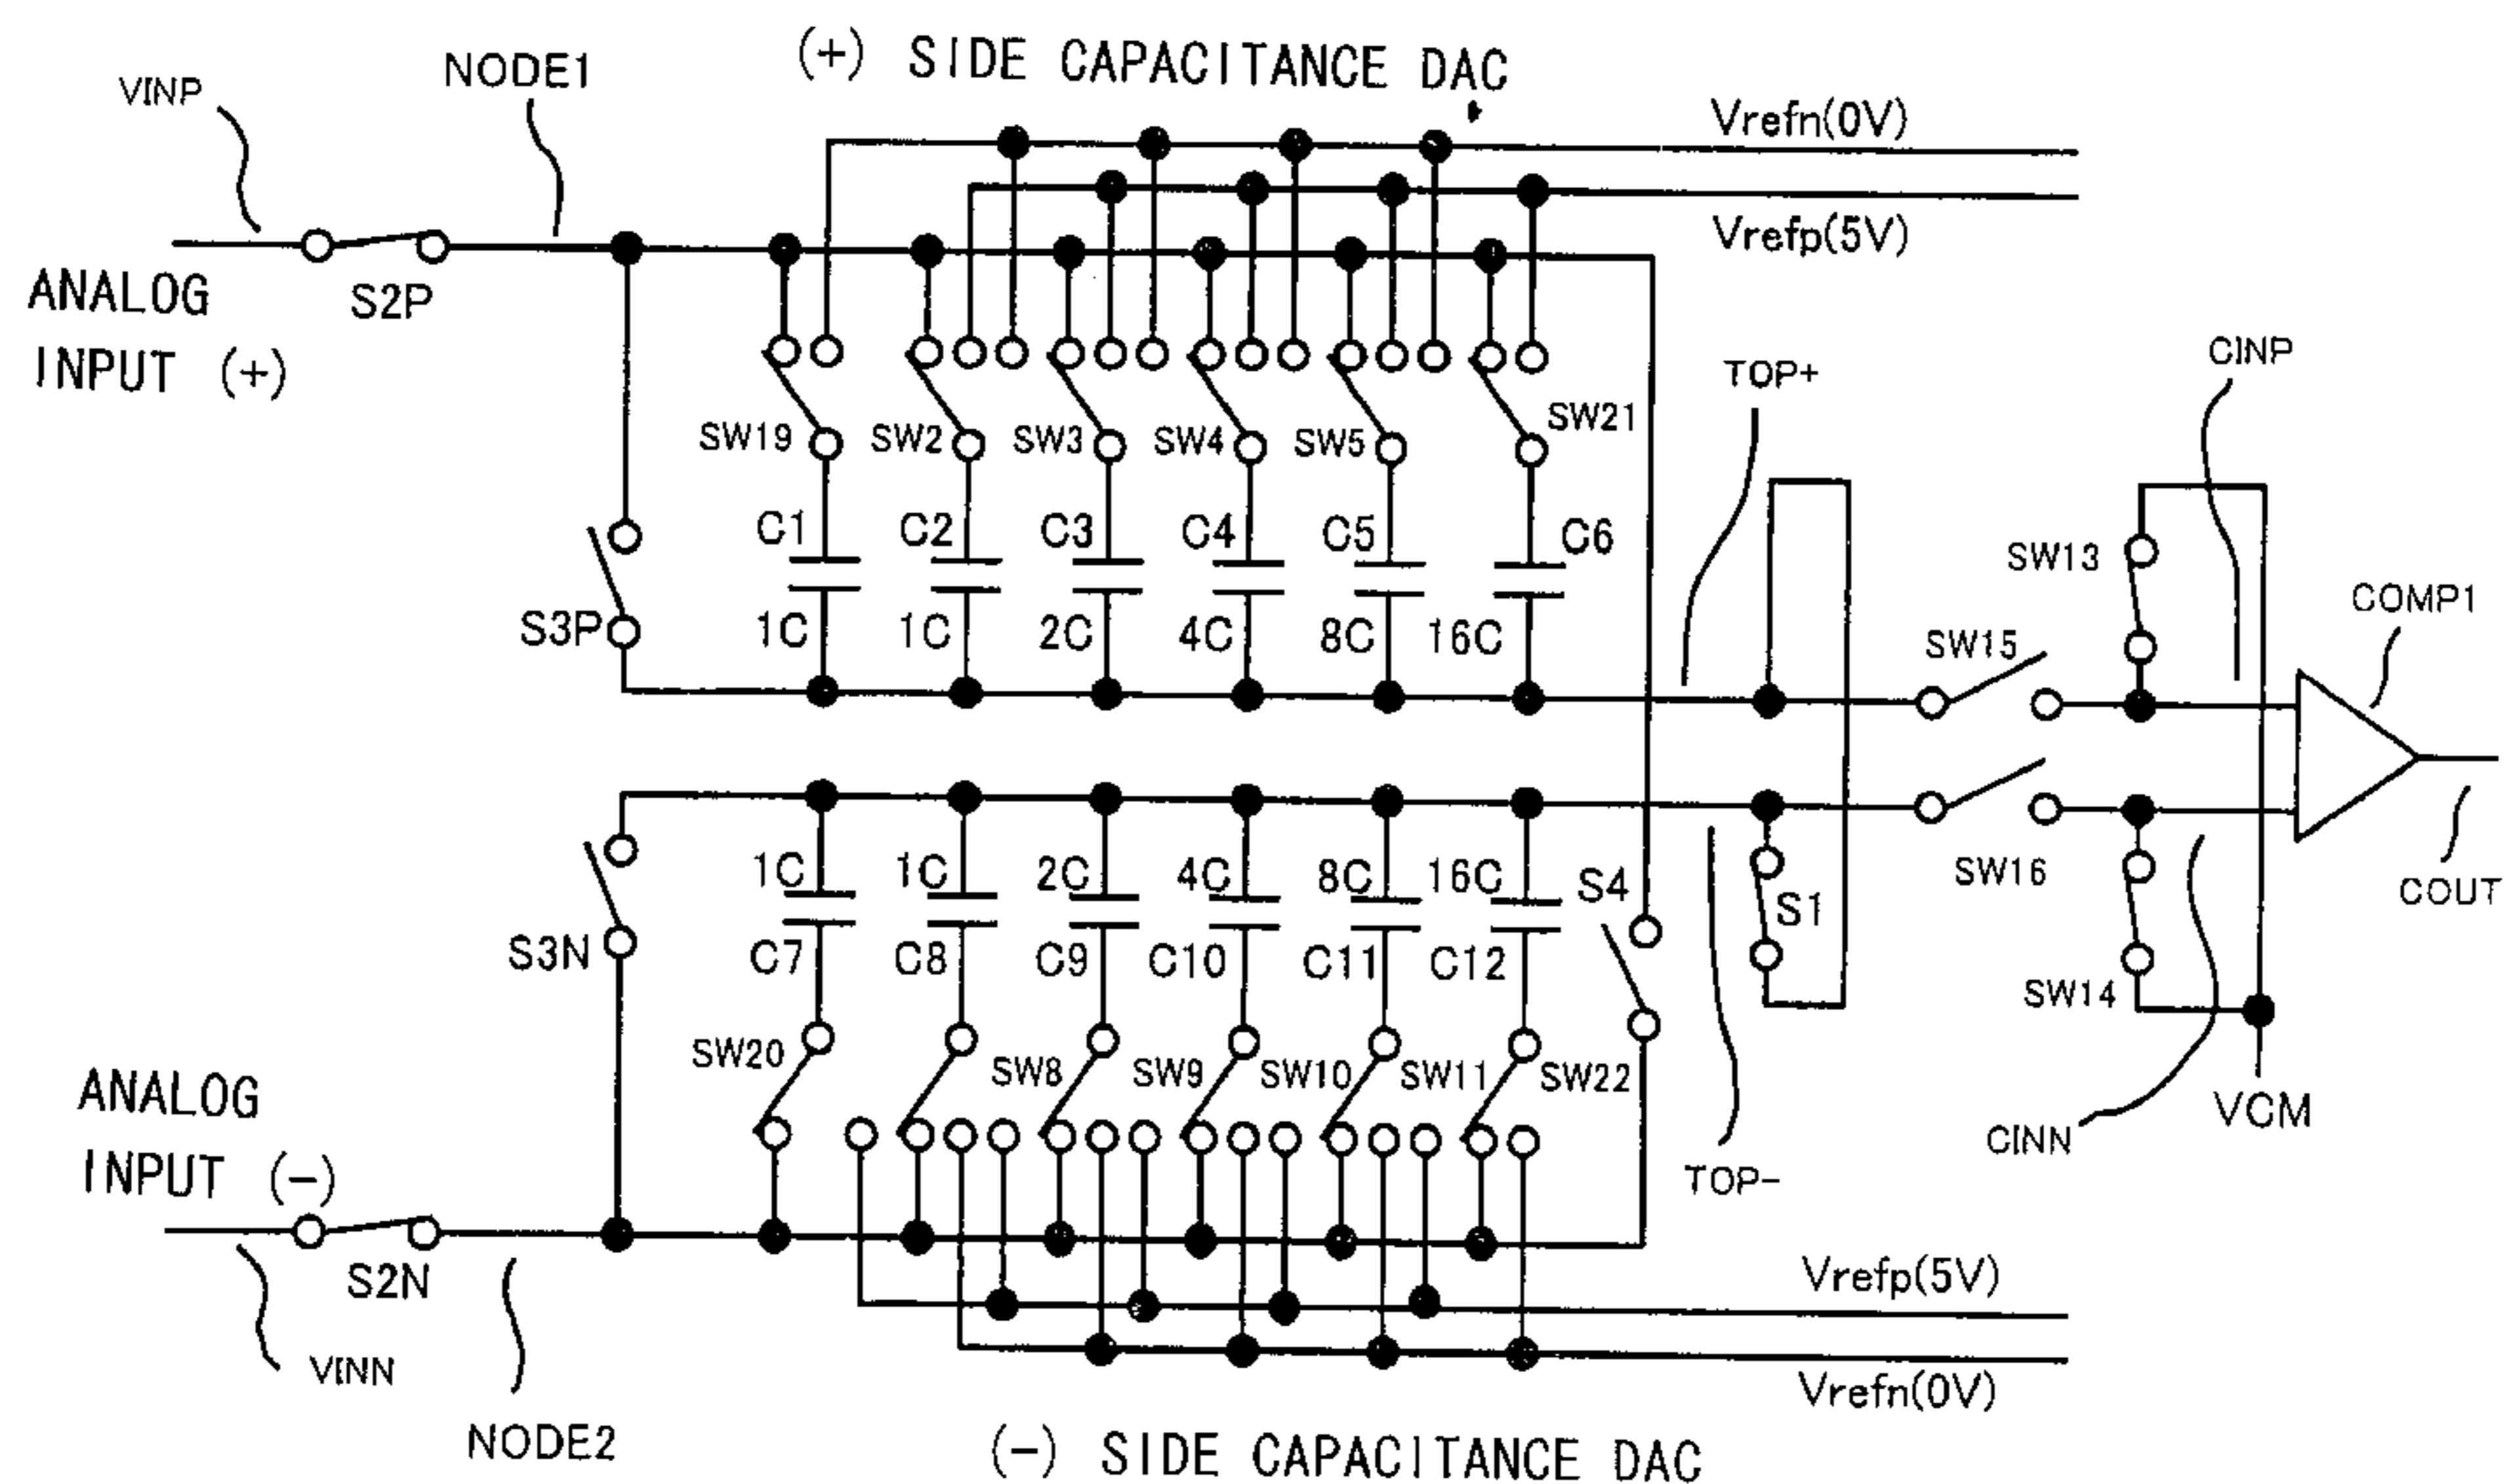 (+) SIDE CAPACITANCE DAC
VINP
NODE1
Vrefn(0V)
Vrefp(5V)
ANALOG
INPUT (+)
S2P
SW19
SW2
SW3
SW4
SW5
SW21
TOP+
CINP
C1
C2
C3
C4
C5
C6
SW13
COMP1
S3P
1C
1C
2C
4C
8C
16C
SW15
1C
1C
2C
4C
8C
16C
S4
S1
SW16
COUT
S3N
C7
C8
C9
C10
C11
C12
SW14
SW20
SW8
SW9
SW10
SW11
SW22
ANALOG
INPUT (-)
VCM
CINN
TOP-
S2N
Vrefp(5V)
VINN
Vrefn(0V)
NODE2
(-) SIDE CAPACITANCE DAC